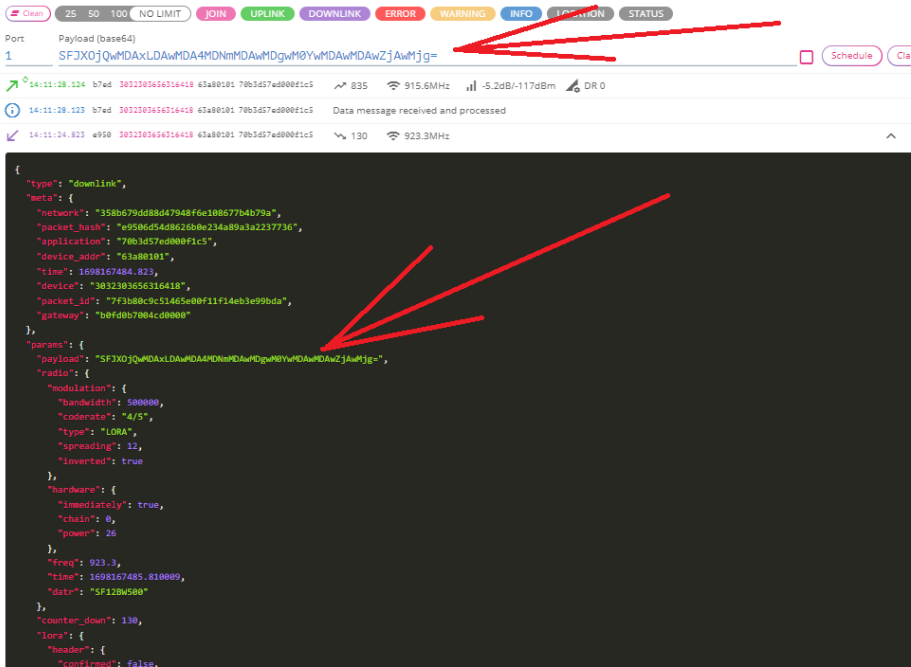 Clean 25 50 100 NO LIMIT JOIN UPLINK DOWNLINK ERROR WARNING INFO LOCATION STATUS
Port Payload (base64)
1 SFJXOjQwMDAxLDAwMDA4MDNmMDAwMDgwM0YwMDAwMDAwZjAwMjg= Schedule Cla
14:11:28.124 b7ed 3032303656316418 63a80101 70b3d57ed000f1c5 835 915.6MHz -5.2dB/-117dBm DR 0
14:11:28.123 b7ed 3032303656316418 63a80101 70b3d57ed000f1c5 Data message received and processed
14:11:24.823 e950 3032303656316418 63a80101 70b3d57ed000f1c5 130 923.3MHz
{
"type": "downlink",
"meta": {
"network": "358b679dd88d47948f6e108677b4b79a",
"packet_hash": "e9506d54d8626b0e234a89a3a2237736",
"application": "70b3d57ed000f1c5",
"device_addr": "63a80101",
"time": 1698167484.823,
"device": "3032303656316418",
"packet_id": "7f3b80c9c51465e00f11f14eb3e99bda",
"gateway": "b0fd0b7004cd0000"
},
"params": {
"payload": "SFJXOjQwMDAxLDAwMDA4MDNmMDAwMDgwM0YwMDAwMDAwZjAwMjg=",
"radio": {
"modulation": {
"bandwidth": 500000,
"coderate": "4/5",
"type": "LORA",
"spreading": 12,
"inverted": true
},
"hardware": {
"immediately": true,
"chain": 0,
"power": 26
},
"freq": 923.3,
"time": 1698167485.810009,
"datr": "SF12BW500"
},
"counter_down": 130,
"lora": {
"header": {
"confirmed": false,